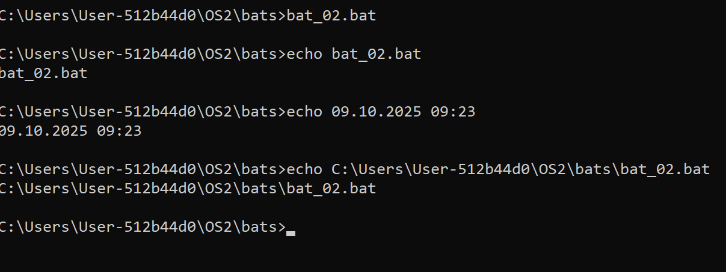 C:\Users\User-512b44d0\OS2\bats>bat_02.bat
C:\Users\User-512b44d0\OS2\bats>echo bat_02.bat
bat_02.bat
C:\Users\User-512b44d0\OS2\bats>echo 09.10.2025 09:23
09.10.2025 09:23
C:\Users\User-512b44d0\OS2\bats>echo C:\Users\User-512b44d0\OS2\bats\bat_02.bat
C:\Users\User-512b44d0\OS2\bats\bat_02.bat
C:\Users\User-512b44d0\OS2\bats>